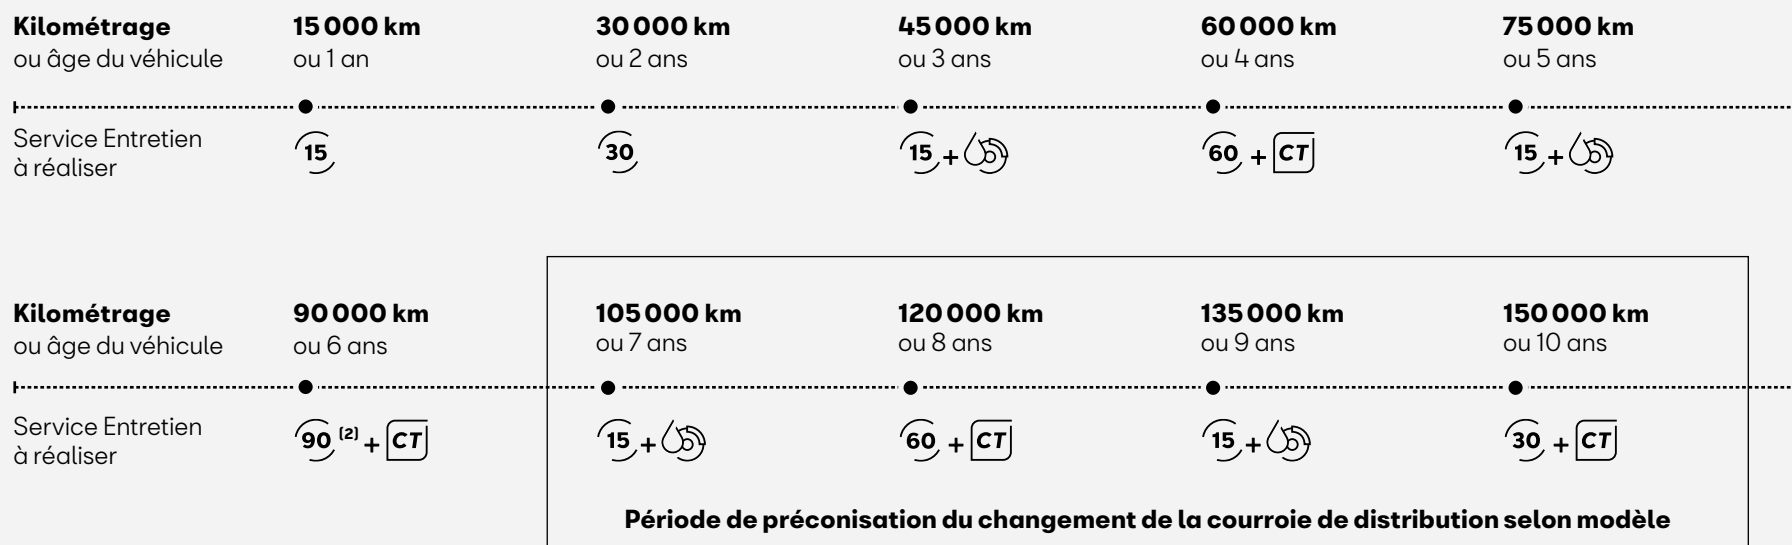 Kilométrage 15 000 km 30 000 km 45 000 km 60 000 km 75 000 km
ou âge du véhicule ou 1 an ou 2 ans ou 3 ans ou 4 ans ou 5 ans
Service Entretien
à réaliser
15 30 15 + 60 + CT 15 +
Kilométrage 90 000 km 105 000 km 120 000 km 135 000 km 150 000 km
ou âge du véhicule ou 6 ans ou 7 ans ou 8 ans ou 9 ans ou 10 ans
Service Entretien
à réaliser
90 (2) + CT 15 + 60 + CT 15 + 30 + CT
Période de préconisation du changement de la courroie de distribution selon modèle